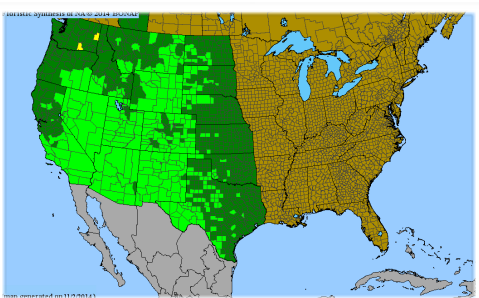 Floristic Synthesis of NA © 2014 BONAP
map generated on 11/2/2014)